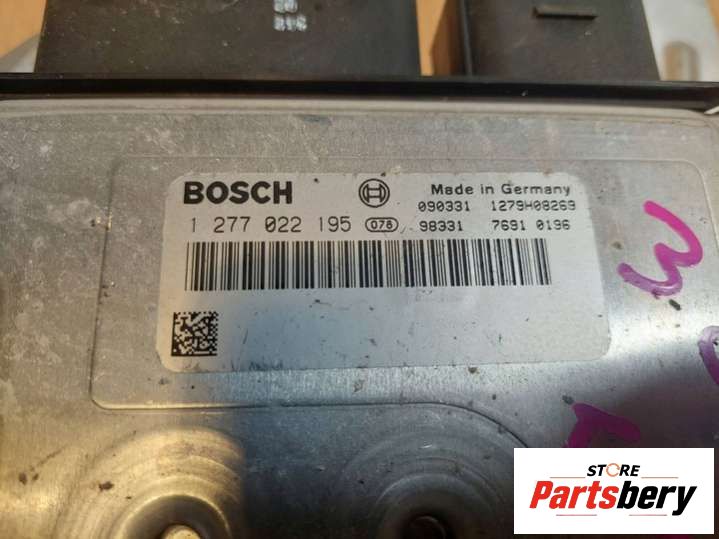 BOSCH
Made in Germany
090331 1279H08269
1 277 022 195 078 98331 7691 0196
STORE
Partsbery